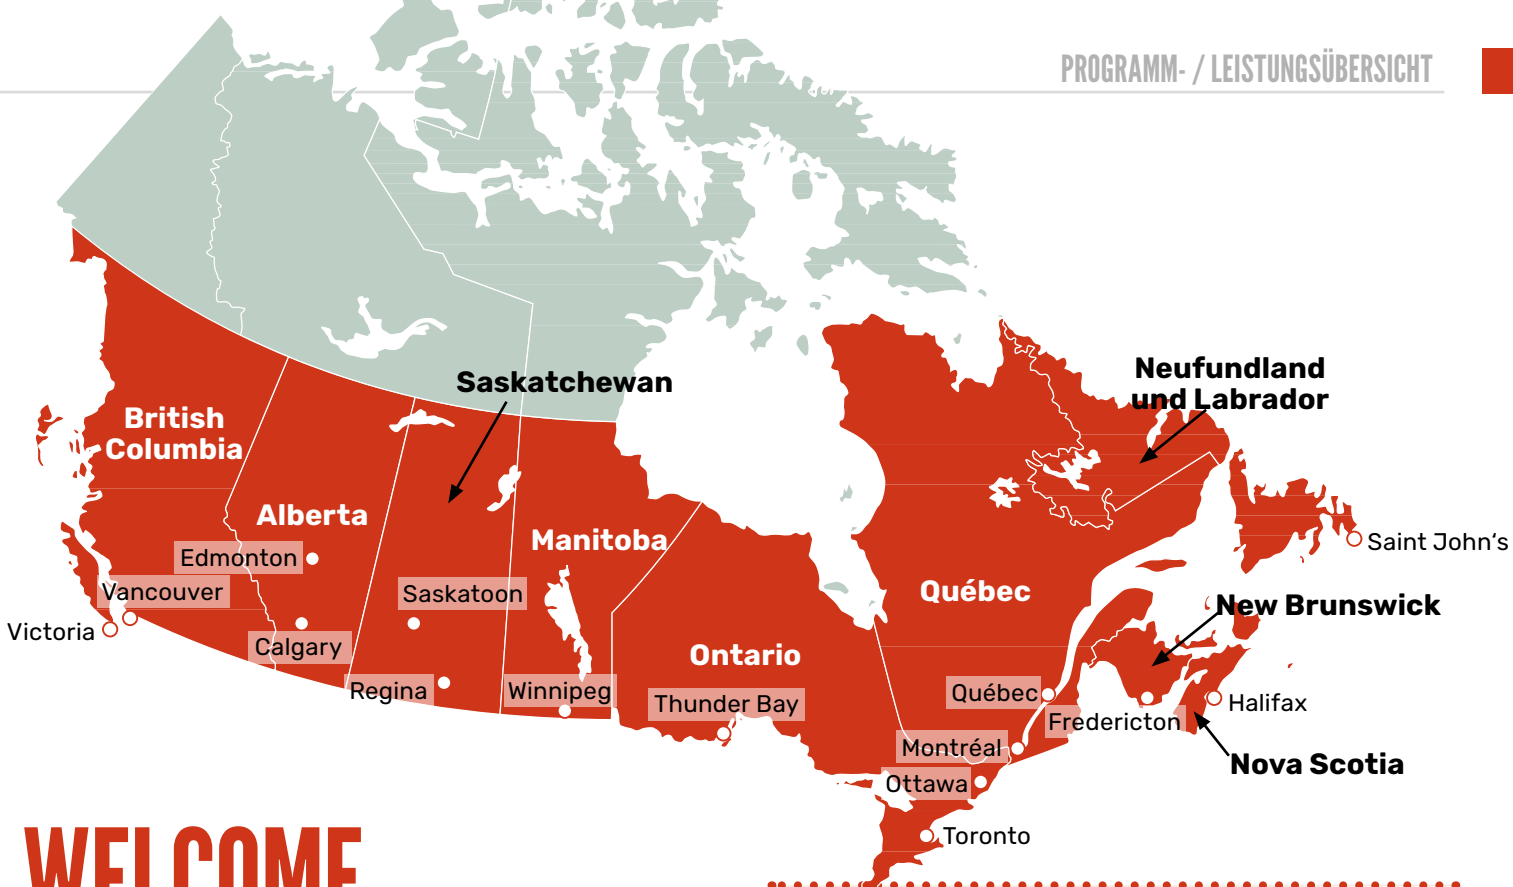 PROGRAMM- / LEISTUNGSÜBERSICHT
Neufundland
und Labrador
Saskatchewan
British
Columbia
Alberta
Manitoba
Saint John‘s
Edmonton
Vancouver
Saskatoon
Québec
New Brunswick
Victoria
Calgary
Ontario
Regina
Winnipeg
Thunder Bay
Québec
Halifax
Fredericton
Montréal
Nova Scotia
Ottawa
Toronto
WELCOME